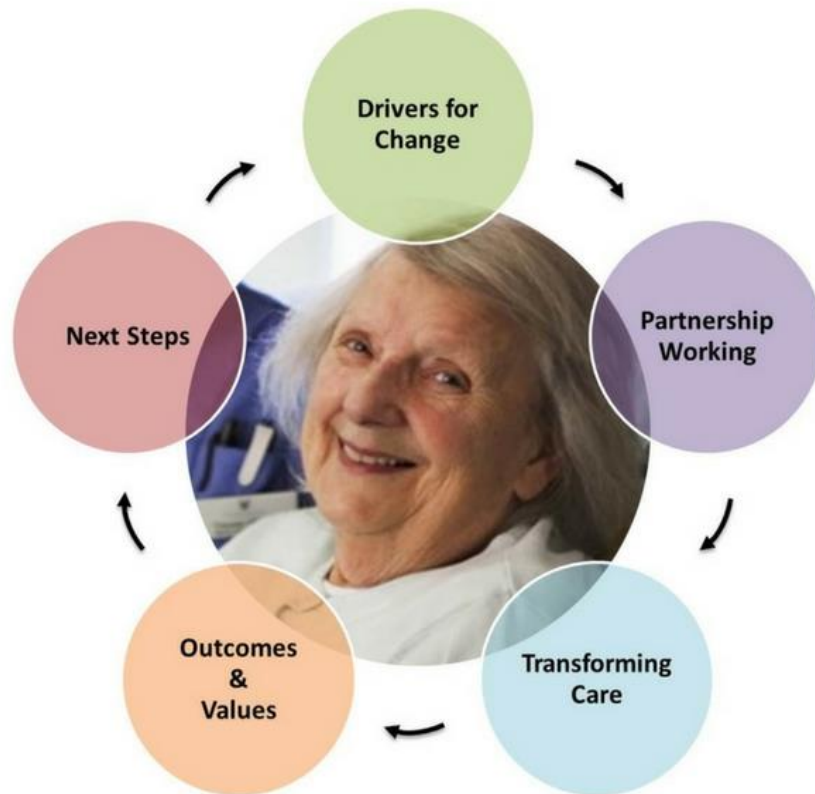 Drivers for
Change
Partnership
Working
Transforming
Care
Outcomes
&
Values
Next Steps